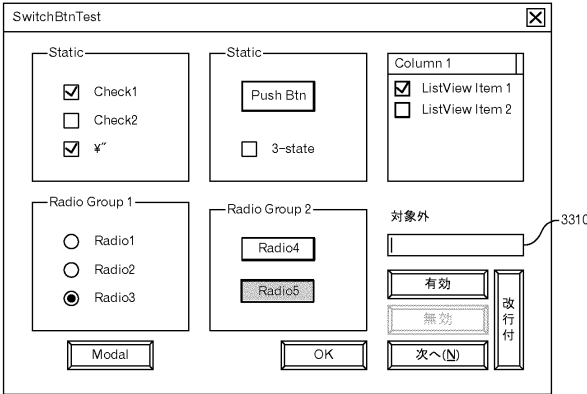 SwitchBtnTest
Static
Check1
Check2
¥″
Static
Push Btn
3-state
Column 1
ListView Item 1
ListView Item 2
Radio Group 1
Radio1
Radio2
Radio3
Radio Group 2
Radio4
Radio5
対象外
3310
有効
無効
次へ(N)
改行付
Modal
OK